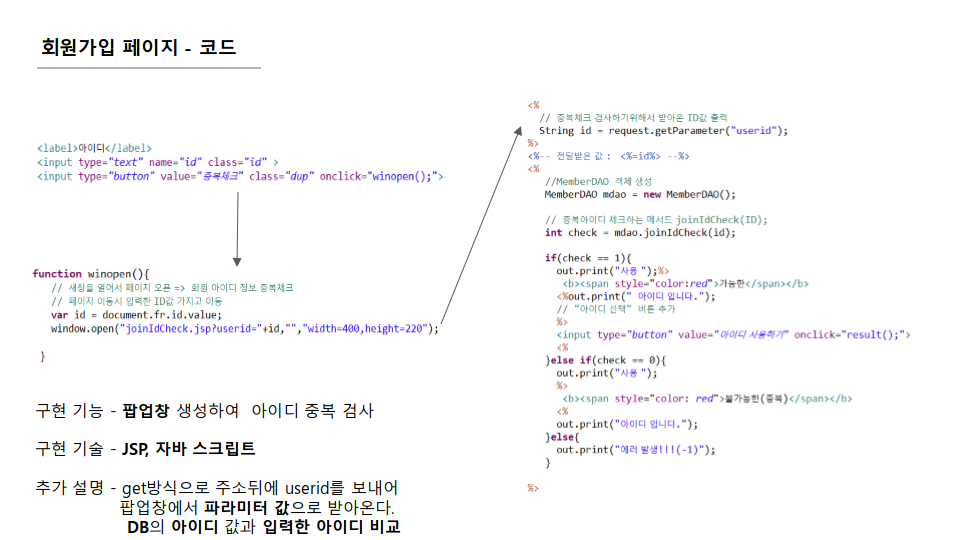 회원가입 페이지 - 코드
<label>아이디</label>
<input type="text" name="id" class="id" >
<input type="button" value="중복체크" class="dup" onclick="winopen();">
function winopen(){
// 새창을 열어서 페이지 오픈 => 회원 아이디 정보 중복체크
// 페이지 이동시 입력한 ID값 가지고 이동
var id = document.fr.id.value;
window.open("joinIdCheck.jsp?userid="+id,"","width=400,height=220");
}
구현 기능 - 팝업창 생성하여 아이디 중복 검사
구현 기술 - JSP, 자바 스크립트
추가 설명 - get방식으로 주소뒤에 userid를 보내어
팝업창에서 파라미터 값으로 받아온다.
DB의 아이디 값과 입력한 아이디 비교
<%
// 중복체크 검사하기위해서 받아온 ID값 출력
String id = request.getParameter("userid");
%>
<%-- 전달받은 값 : <%=id%> --%>
<%
//MemberDAO 객체 생성
MemberDAO mdao = new MemberDAO();
// 중복아이디 체크하는 메서드 joinIdCheck(ID);
int check = mdao.joinIdCheck(id);
if(check == 1){
out.print("사용 ");%>
<b><span style="color:red">가능한</span></b>
<%out.print(" 아이디 입니다.");
// "아이디 선택" 버튼 추가
%>
<input type="button" value="아이디 사용하기" onclick="result();">
<%
}else if(check == 0){
out.print("사용 ");
%>
<b><span style="color: red">불가능한(중복)</span></b>
<%
out.print("아이디 입니다.");
}else{
out.print("에러 발생!!!(-1)");
}
%>